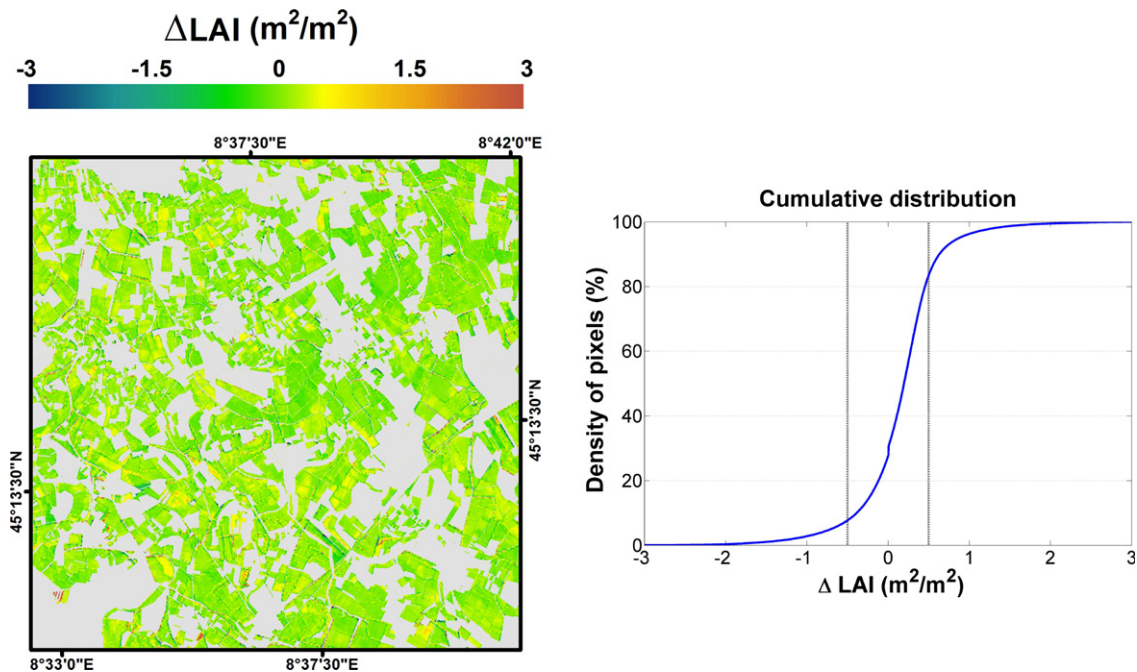 ΔLAI (m²/m²)
-3 -1.5 0 1.5 3
8°37'30"E 8°42'0"E
45°13'30"N
45°13'30"N
8°33'0"E 8°37'30"E
Cumulative distribution
Density of pixels (%)
100
80
60
40
20
0
-3 -2 -1 0 1 2 3
Δ LAI (m²/m²)